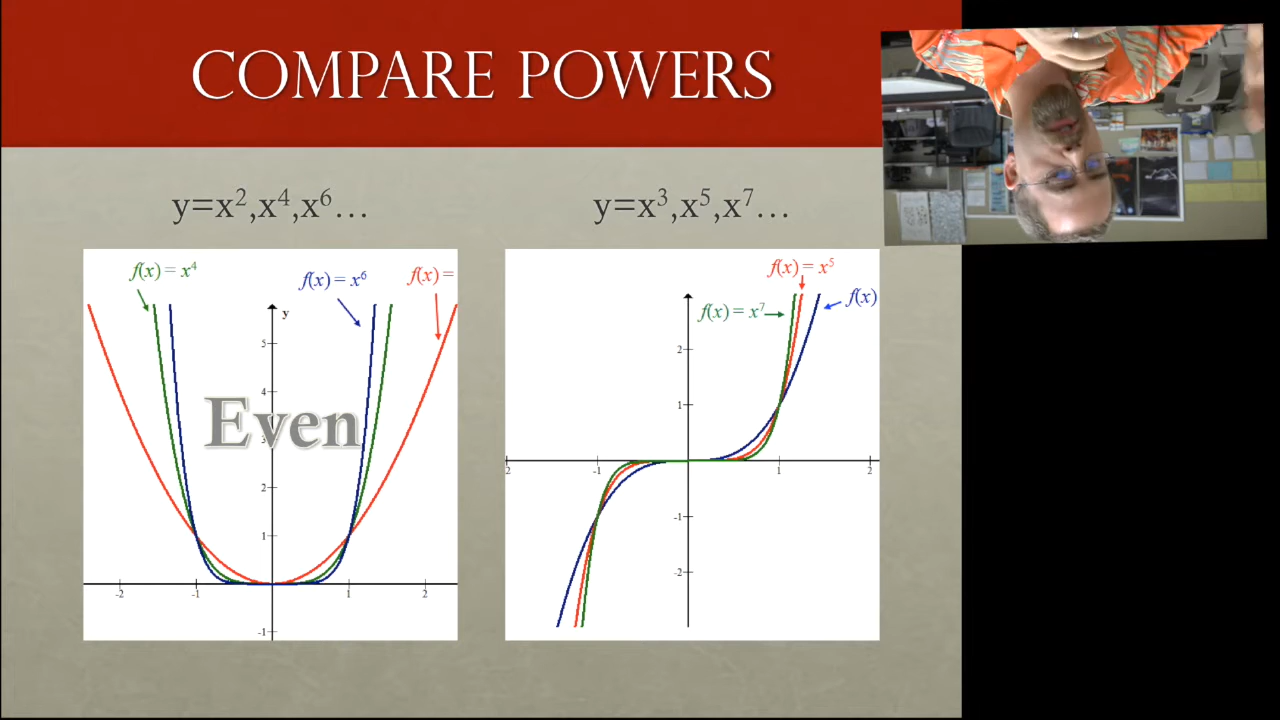 COMPARE POWERS
y=x²,x⁴,x⁶…
f(x) = x⁴
f(x) = x⁶
f(x) =
y
5
4
3
2
1
-2
-1
1
2
-1
Even
y=x³,x⁵,x⁷…
f(x) = x⁵
f(x) = x⁷
f(x)
2
1
2
-1
1
2
-1
-2